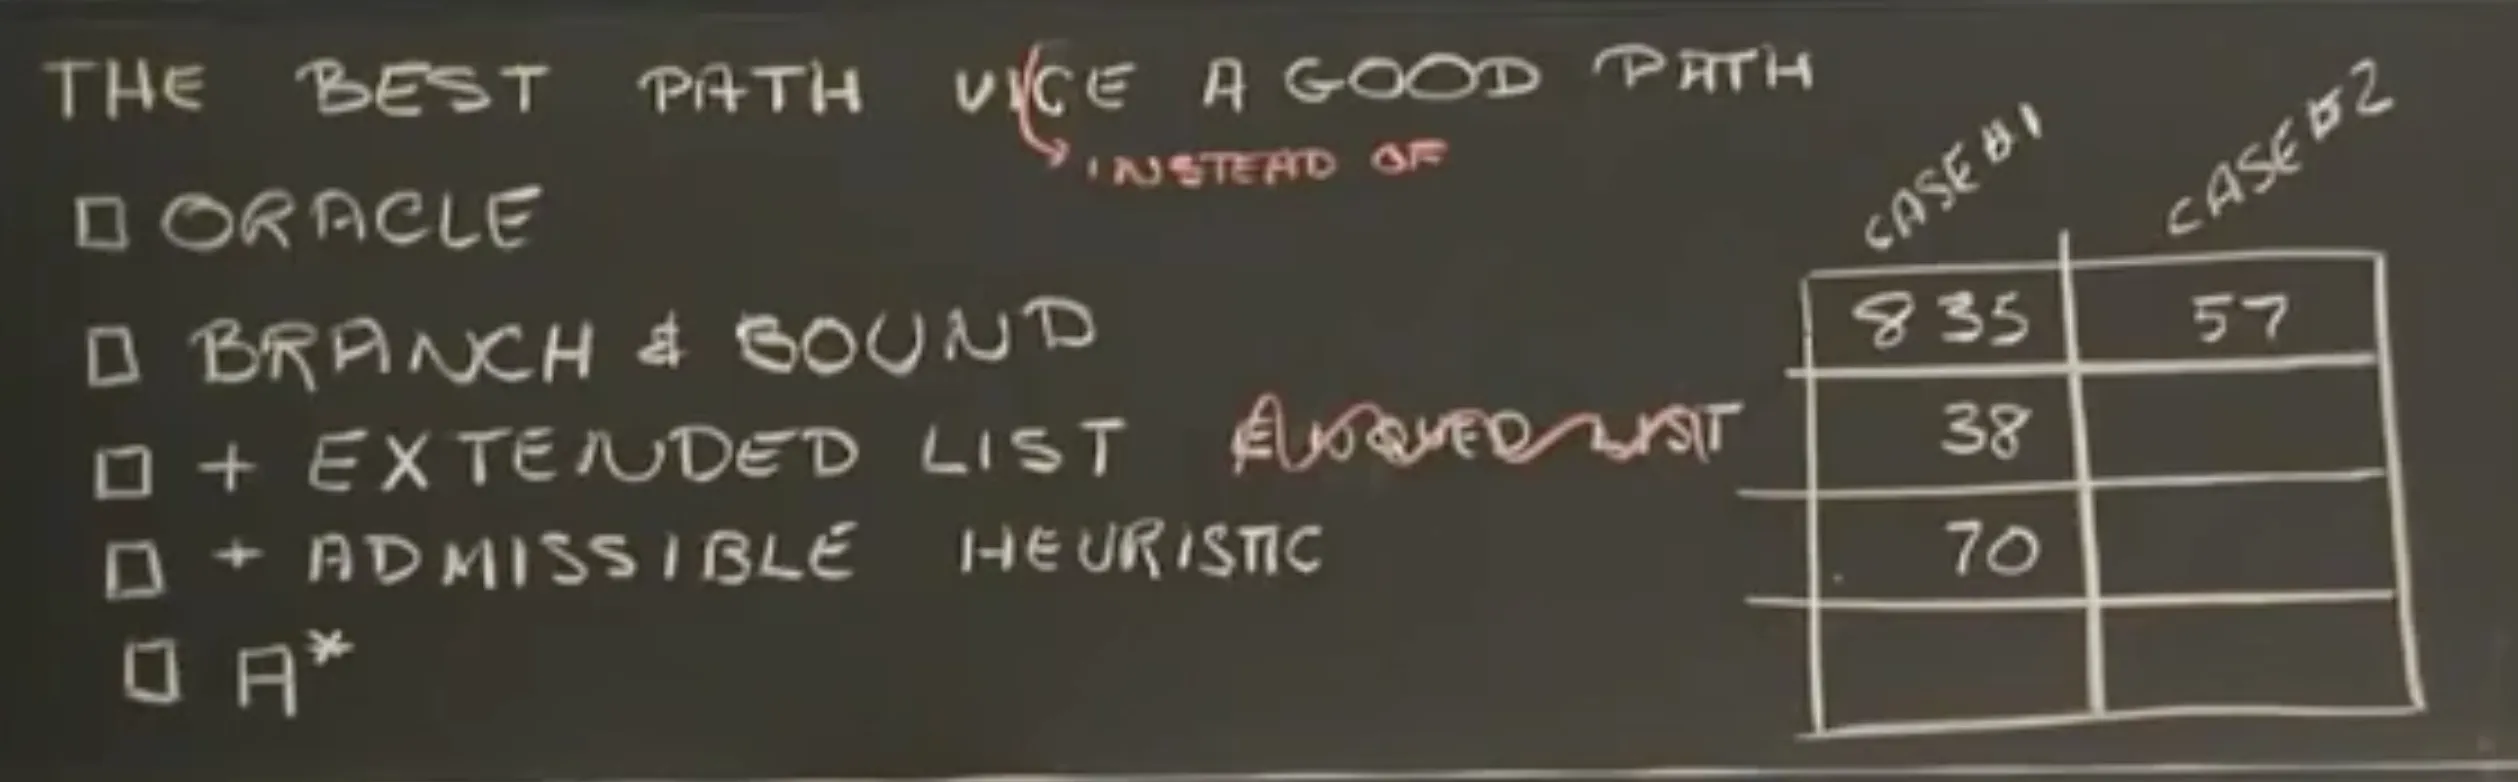 THE BEST PATH VICE A GOOD PATH
INSTEAD OF
CASE #1 CASE #2
ORACLE
BRANCH & BOUND 835 57
+ EXTENDED LIST ENQUED LIST 38
+ ADMISSIBLE HEURISTIC 70
A*